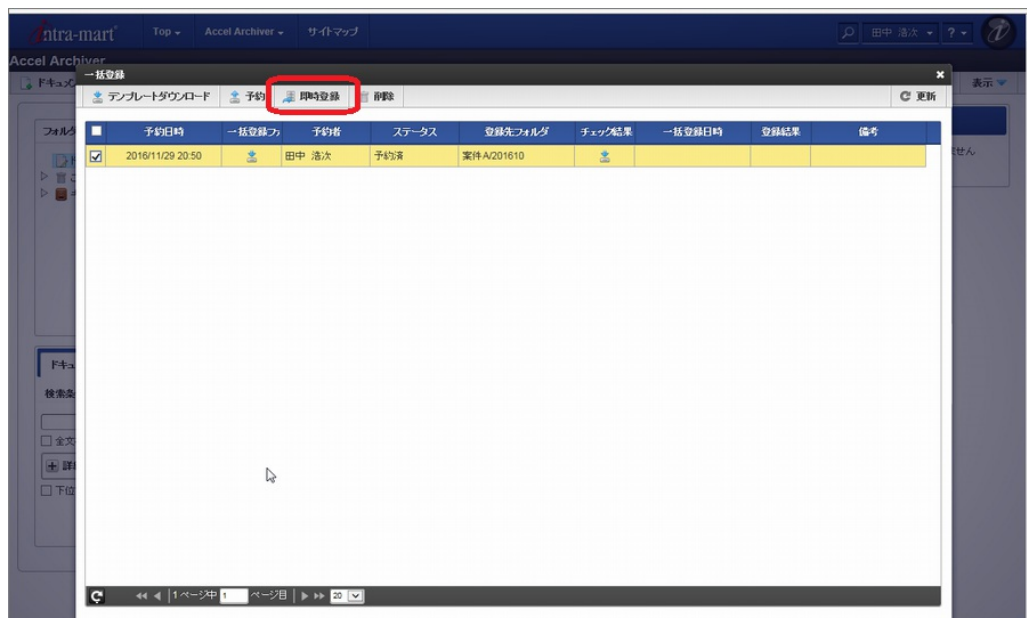 intra-mart Top Accel Archiver サイトマップ 田中 浩次 ?
Accel Archiver
一括登録
表示
テンプレートダウンロード 予約 即時登録 削除 更新
フォルダ
予約日時 一括登録フ 予約者 ステータス 登録先フォルダ チェック結果 一括登録日時 登録結果 備考
2016/11/29 20:50 田中 浩次 予約済 案件A/201610
せん
ドキュ
検索条
全文
詳細
下位
1 ページ中 1 ページ目 20